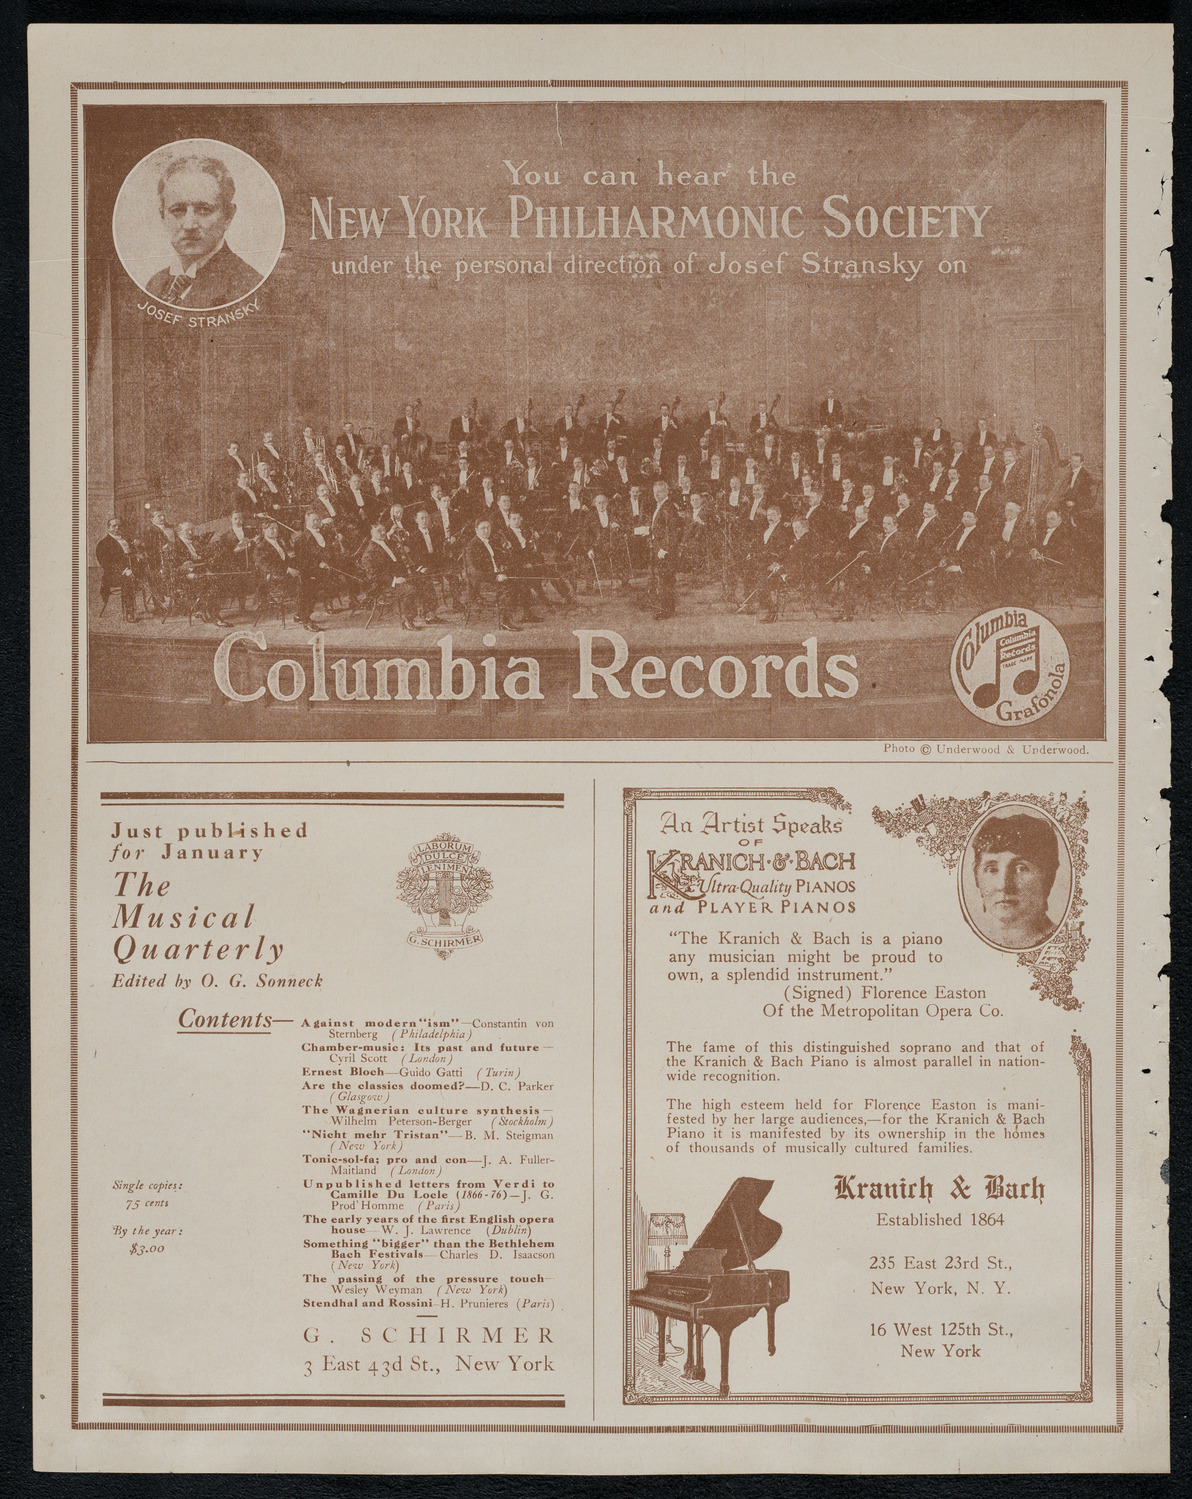 You can hear the
NEW YORK PHILHARMONIC SOCIETY
under the personal direction of Josef Stransky on
JOSEF STRANSKY
Columbia Records
Columbia
Columbia
Records
TRADE MARK
Grafonola
Photo © Underwood & Underwood.
Just published
for January
The
Musical
Quarterly
Edited by O. G. Sonneck
LABORUM
DULCE
LENIMEN
G. SCHIRMER
Contents—
Against modern "ism"—Constantin von
Sternberg (Philadelphia)
Chamber-music: Its past and future—
Cyril Scott (London)
Ernest Bloch—Guido Gatti (Turin)
Are the classics doomed?—D. C. Parker
(Glasgow)
The Wagnerian culture synthesis—
Wilhelm Peterson-Berger (Stockholm)
"Nicht mehr Tristan"—B. M. Steigman
(New York)
Tonic-sol-fa; pro and con—J. A. Fuller-
Maitland (London)
Unpublished letters from Verdi to
Camille Du Locle (1866-76)—J. G.
Prod'Homme (Paris)
The early years of the first English opera
house—W. J. Lawrence (Dublin)
Something "bigger" than the Bethlehem
Bach Festivals—Charles D. Isaacson
(New York)
The passing of the pressure touch—
Wesley Weyman (New York)
Stendhal and Rossini—H. Prunieres (Paris)
Single copies:
75 cents
By the year:
$3.00
G. SCHIRMER
3 East 43d St., New York
An Artist Speaks
OF
KRANICH·&·BACH
Ultra-Quality PIANOS
and PLAYER PIANOS
"The Kranich & Bach is a piano
any musician might be proud to
own, a splendid instrument."
(Signed) Florence Easton
Of the Metropolitan Opera Co.
The fame of this distinguished soprano and that of
the Kranich & Bach Piano is almost parallel in nation-
wide recognition.
The high esteem held for Florence Easton is mani-
fested by her large audiences,—for the Kranich & Bach
Piano it is manifested by its ownership in the homes
of thousands of musically cultured families.
Kranich & Bach
Established 1864
235 East 23rd St.,
New York, N. Y.
16 West 125th St.,
New York